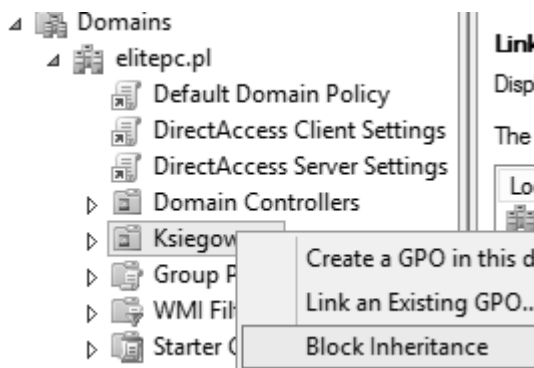 Domains
elitepc.pl
Default Domain Policy
DirectAccess Client Settings
DirectAccess Server Settings
Domain Controllers
Ksiegow
Group P
WMI Fil
Starter
Create a GPO in this d
Link an Existing GPO..
Block Inheritance
Link
Disp
The
Lo